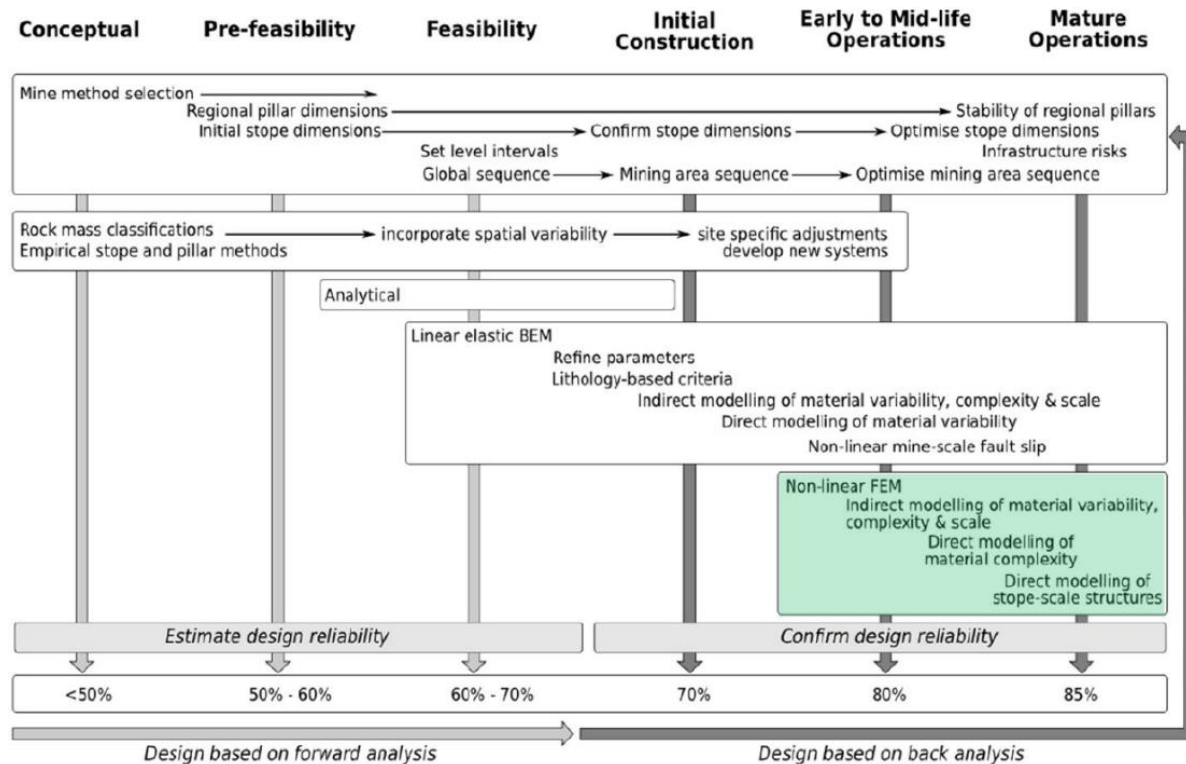 Conceptual
Pre-feasibility
Feasibility
Initial
Construction
Early to Mid-life
Operations
Mature
Operations
Mine method selection
Regional pillar dimensions
Stability of regional pillars
Initial stope dimensions
Confirm stope dimensions
Optimise stope dimensions
Set level intervals
Infrastructure risks
Global sequence
Mining area sequence
Optimise mining area sequence
Rock mass classifications
incorporate spatial variability
site specific adjustments
Empirical stope and pillar methods
develop new systems
Analytical
Linear elastic BEM
Refine parameters
Lithology-based criteria
Indirect modelling of material variability, complexity & scale
Direct modelling of material variability
Non-linear mine-scale fault slip
Non-linear FEM
Indirect modelling of material variability,
complexity & scale
Direct modelling of
material complexity
Direct modelling of
stope-scale structures
Estimate design reliability
Confirm design reliability
<50%
50% - 60%
60% - 70%
70%
80%
85%
Design based on forward analysis
Design based on back analysis